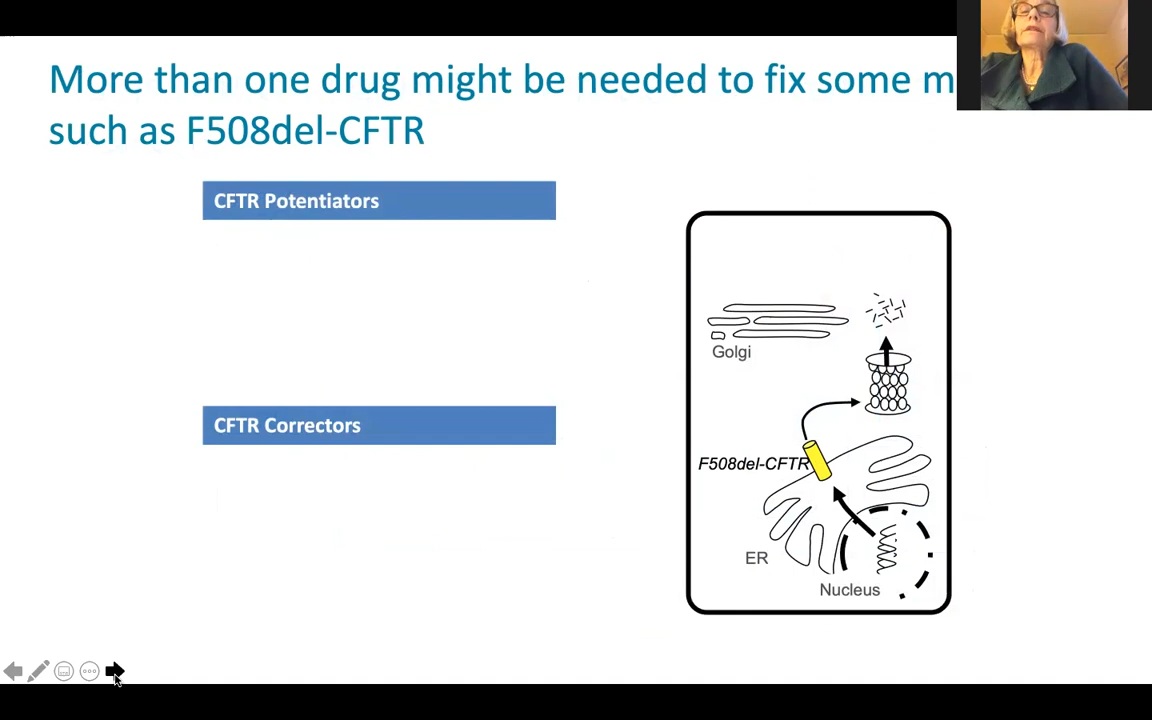 More than one drug might be needed to fix some m
such as F508del-CFTR
CFTR Potentiators
CFTR Correctors
Golgi
F508del-CFTR
ER
Nucleus